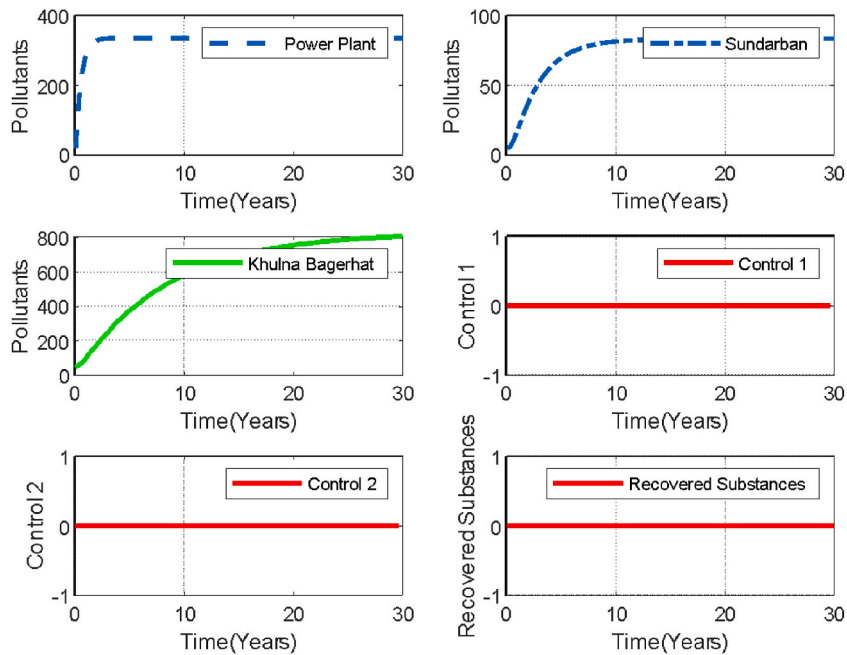 400
300
200
100
0
Pollutants
Power Plant
0
10
20
30
Time(Years)
100
50
0
Pollutants
Sundarban
0
10
20
30
Time(Years)
800
600
400
200
0
Pollutants
Khulna Bagerhat
0
10
20
30
Time(Years)
1
0
-1
Control 1
Control 1
0
10
20
30
Time(Years)
1
0
-1
Control 2
Control 2
0
10
20
30
Time(Years)
1
0
-1
Recovered Substances
Recovered Substances
0
10
20
30
Time(Years)